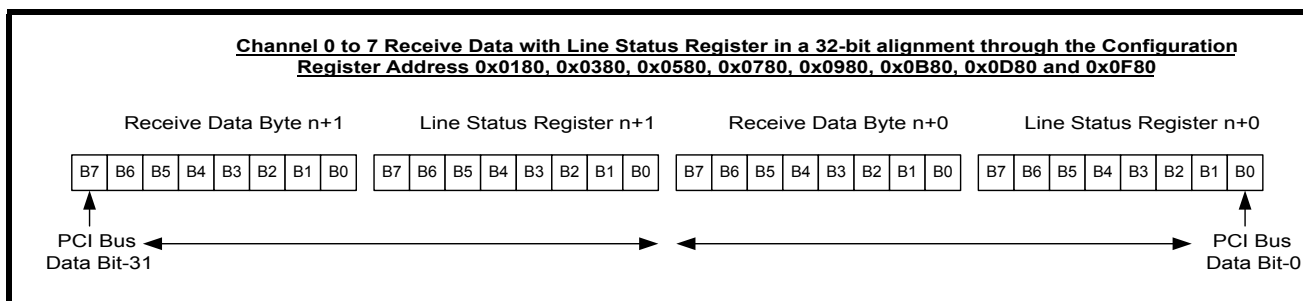 Channel 0 to 7 Receive Data with Line Status Register in a 32-bit alignment through the Configuration
Register Address 0x0180, 0x0380, 0x0580, 0x0780, 0x0980, 0x0B80, 0x0D80 and 0x0F80
Receive Data Byte n+1 Line Status Register n+1 Receive Data Byte n+0 Line Status Register n+0
B7 B6 B5 B4 B3 B2 B1 B0 B7 B6 B5 B4 B3 B2 B1 B0 B7 B6 B5 B4 B3 B2 B1 B0 B7 B6 B5 B4 B3 B2 B1 B0
PCI Bus PCI Bus
Data Bit-31 Data Bit-0